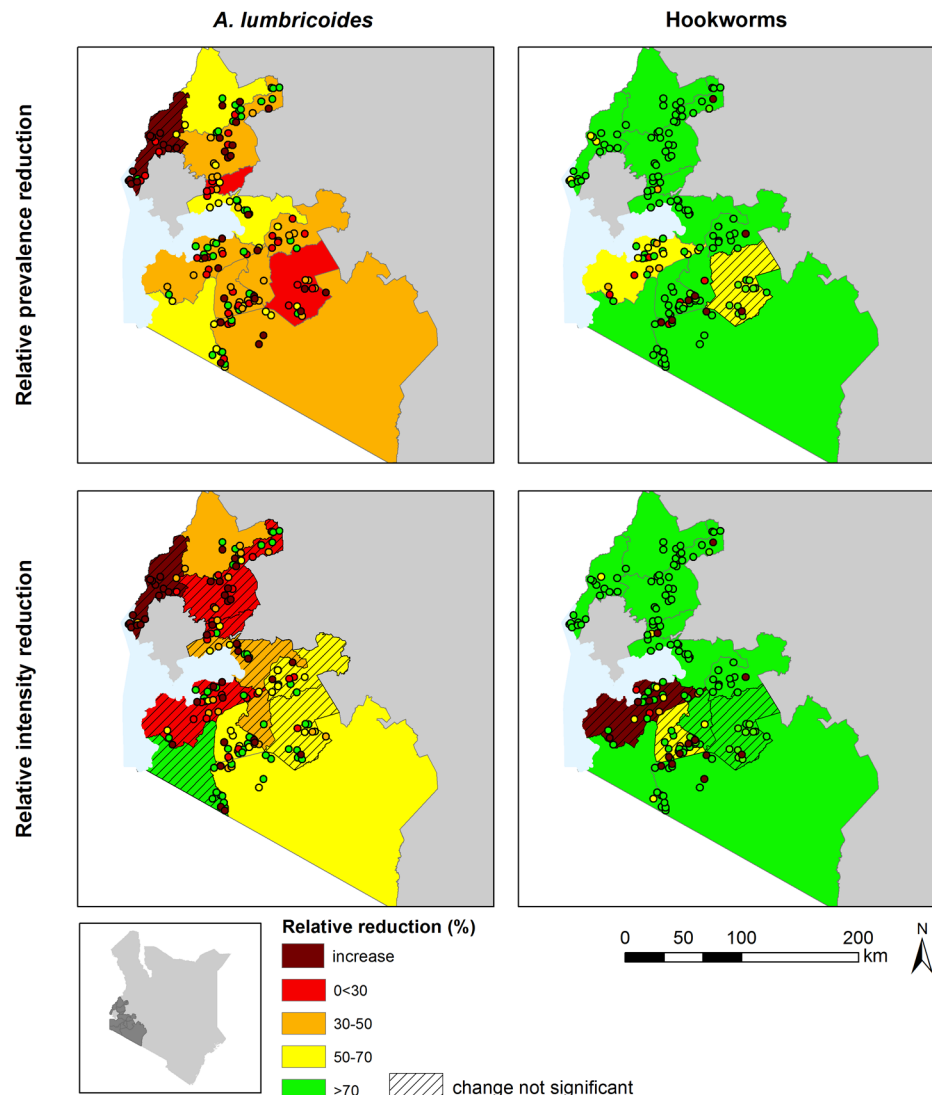 A. lumbricoides
Hookworms
Relative prevalence reduction
Relative intensity reduction
Relative reduction (%)
increase
0<30
30-50
50-70
>70
change not significant
0 50 100 200
km
N